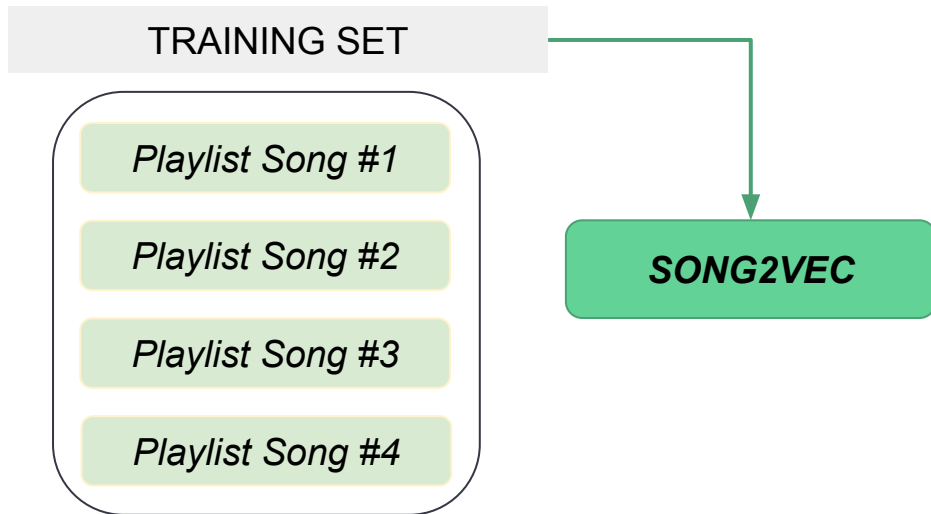 TRAINING SET
Playlist Song #1
Playlist Song #2
Playlist Song #3
Playlist Song #4
SONG2VEC